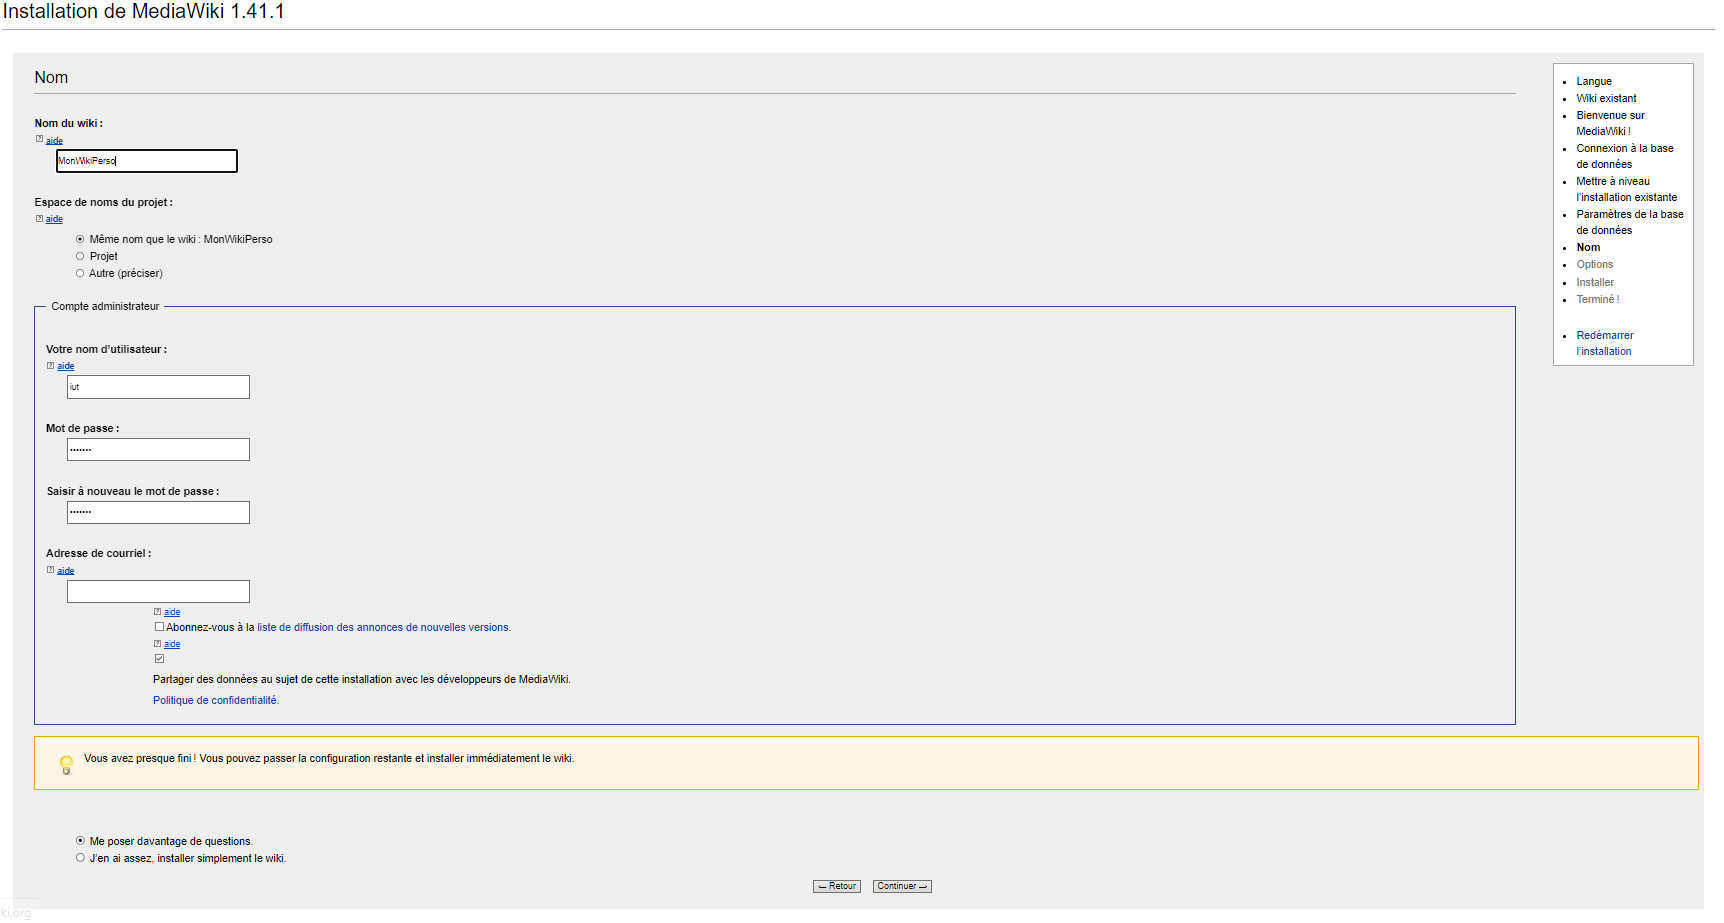 Installation de MediaWiki 1.41.1
Nom
Nom du wiki :
aide
MonWikiPerso
Espace de noms du projet :
aide
Même nom que le wiki : MonWikiPerso
Projet
Autre (préciser)
Compte administrateur
Votre nom d’utilisateur :
aide
iut
Mot de passe :
•••••••
Saisir à nouveau le mot de passe :
•••••••
Adresse de courriel :
aide
aide
Abonnez-vous à la liste de diffusion des annonces de nouvelles versions.
aide
Partager des données au sujet de cette installation avec les développeurs de MediaWiki.
Politique de confidentialité.
Vous avez presque fini ! Vous pouvez passer la configuration restante et installer immédiatement le wiki.
Me poser davantage de questions.
J’en ai assez, installer simplement le wiki.
← Retour
Continuer →
Langue
Wiki existant
Bienvenue sur
MediaWiki !
Connexion à la base
de données
Mettre à niveau
l’installation existante
Paramètres de la base
de données
Nom
Options
Installer
Terminé !
Redémarrer
l’installation
ki.org